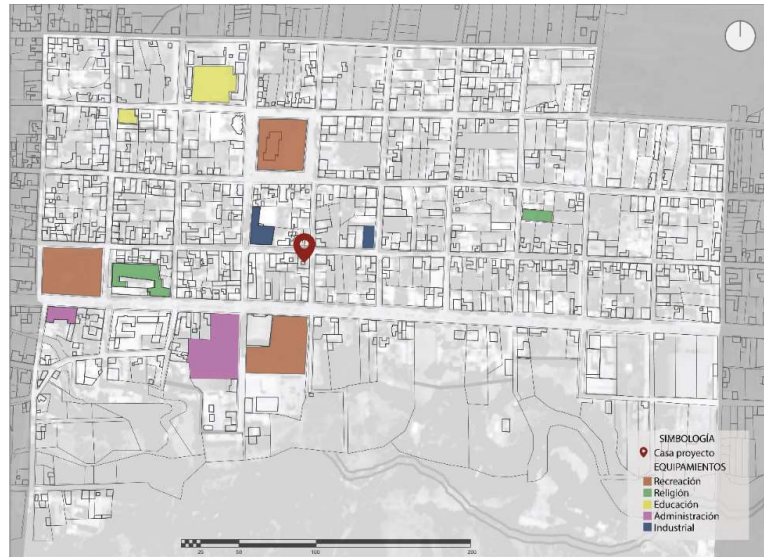 SIMBOLOGÍA
Casa proyecto
EQUIPAMIENTOS
Recreación
Religión
Educación
Administración
Industrial
25 50 100 200